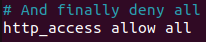 # And finally deny all
http_access allow all